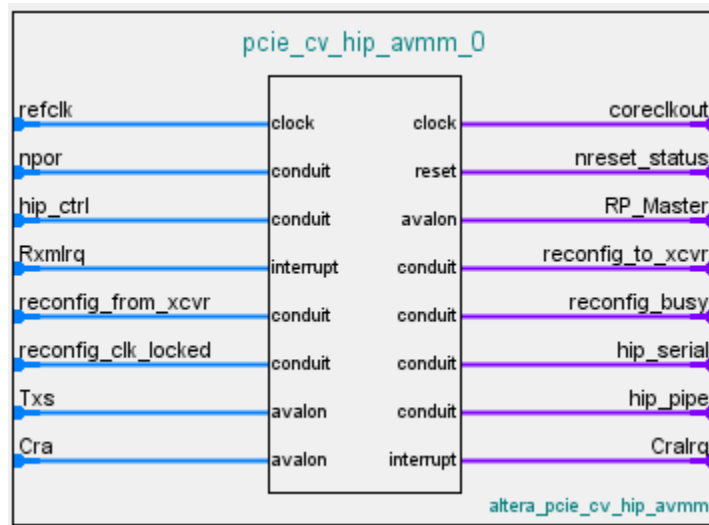 pcie_cv_hip_avmm_0
refclk clock clock coreclkout
npor conduit reset nreset_status
hip_ctrl conduit avalon RP_Master
RxmIrq interrupt conduit reconfig_to_xcvr
reconfig_from_xcvr conduit conduit reconfig_busy
reconfig_clk_locked conduit conduit hip_serial
Txs avalon conduit hip_pipe
Cra avalon interrupt CraIrq
altera_pcie_cv_hip_avmm